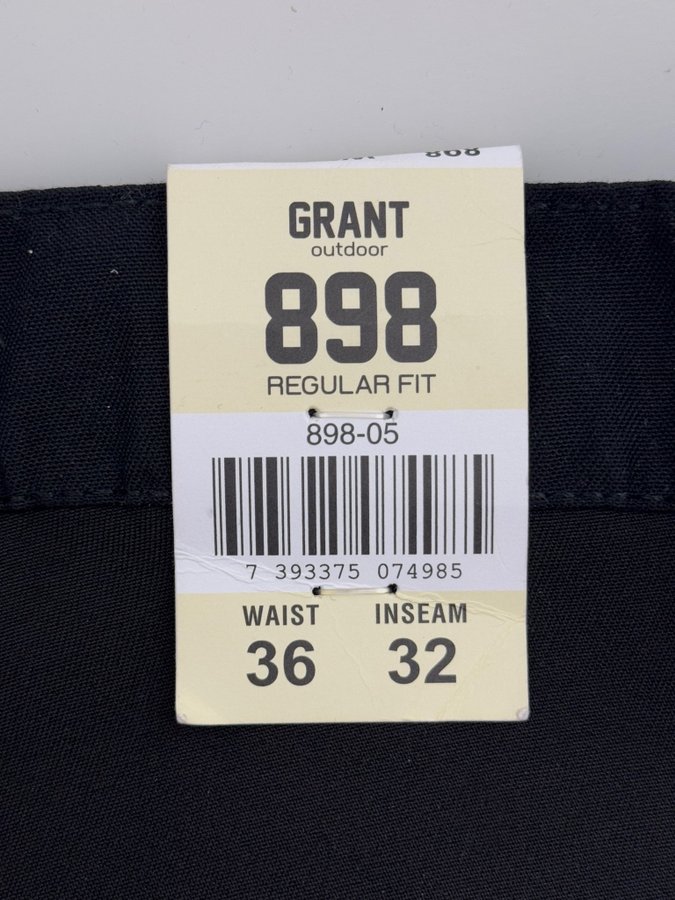 GRANT
outdoor
898
REGULAR FIT
898-05
7 393375 074985
WAIST INSEAM
36 32